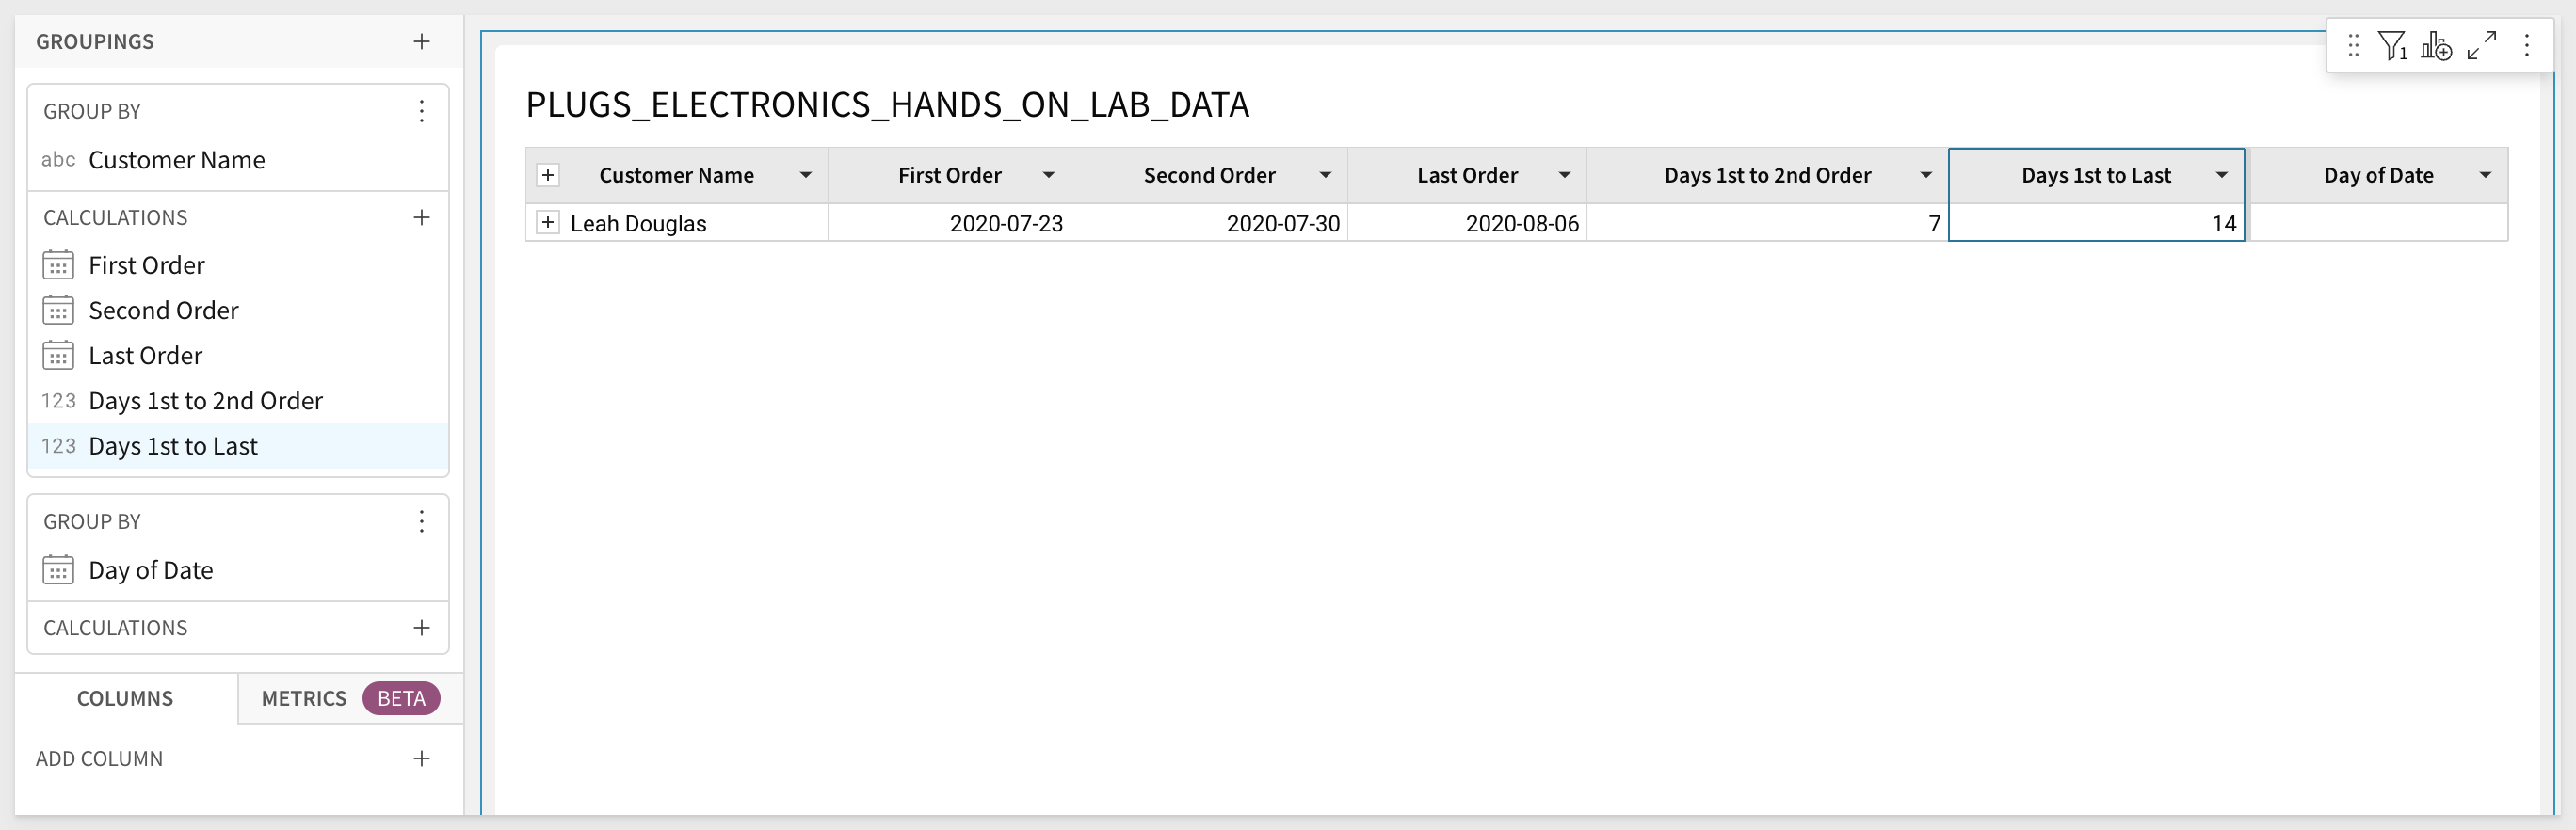 GROUPINGS
GROUP BY
abc Customer Name
CALCULATIONS
First Order
Second Order
Last Order
123 Days 1st to 2nd Order
123 Days 1st to Last
GROUP BY
Day of Date
CALCULATIONS
COLUMNS METRICS BETA
ADD COLUMN
1
PLUGS_ELECTRONICS_HANDS_ON_LAB_DATA
Customer Name First Order Second Order Last Order Days 1st to 2nd Order Days 1st to Last Day of Date
Leah Douglas 2020-07-23 2020-07-30 2020-08-06 7 14